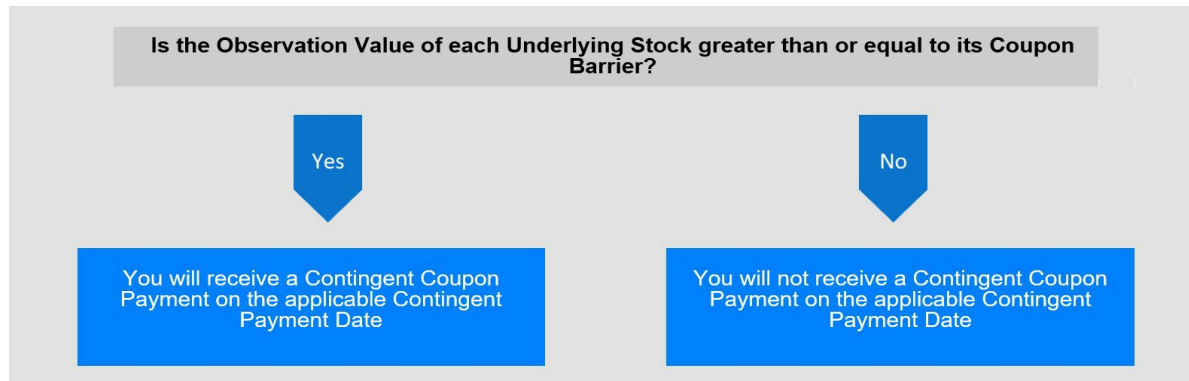 Is the Observation Value of each Underlying Stock greater than or equal to its Coupon
Barrier?
Yes
No
You will receive a Contingent Coupon
Payment on the applicable Contingent
Payment Date
You will not receive a Contingent Coupon
Payment on the applicable Contingent
Payment Date